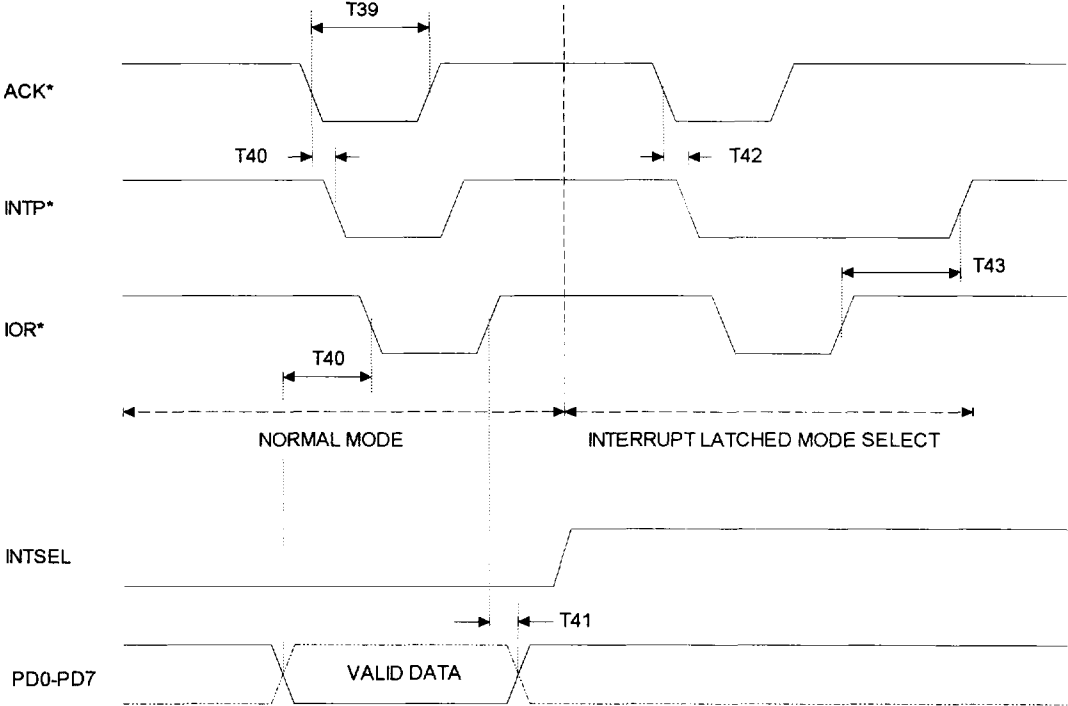 T39
ACK*
T40
T42
INTP*
T43
IOR*
T40
NORMAL MODE
INTERRUPT LATCHED MODE SELECT
INTSEL
T41
PD0-PD7
VALID DATA